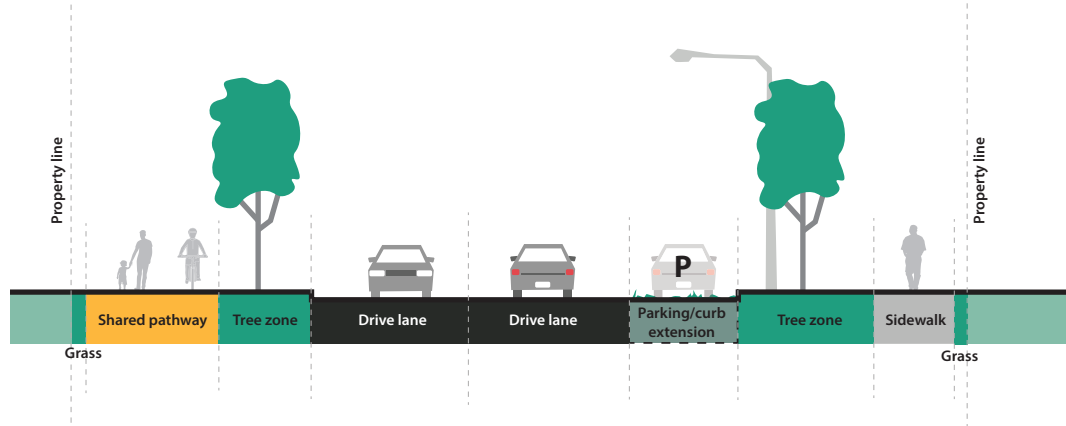 Property line
Property line
P
Shared pathway
Tree zone
Drive lane
Drive lane
Parking/curb
extension
Tree zone
Sidewalk
Grass
Grass